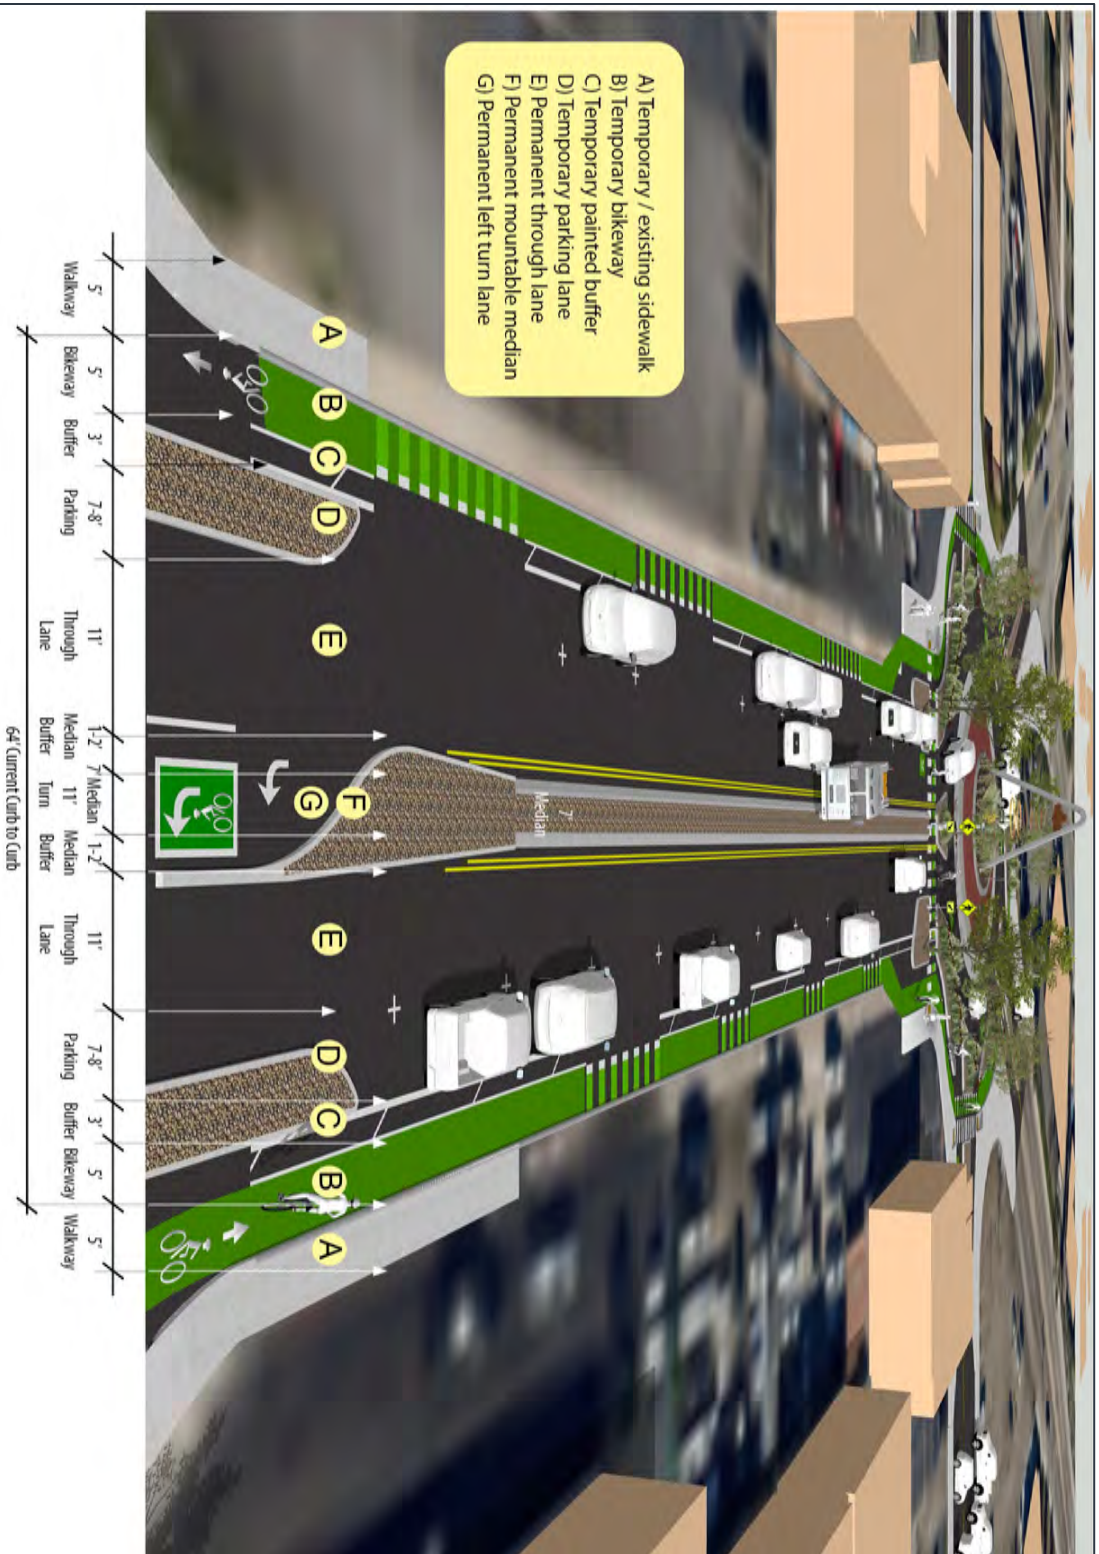 A) Temporary / existing sidewalk
B) Temporary bikeway
C) Temporary painted buffer
D) Temporary parking lane
E) Permanent through lane
F) Permanent mountable median
G) Permanent left turn lane
7'
Median
A
B
C
D
E
F
G
E
D
C
B
A
5'
Walkway
5'
Bikeway
3'
Buffer
7-8'
Parking
11'
Through
Lane
1-2'
Median
Buffer
7' Median
11'
Turn
1-2'
Median
Buffer
11'
Through
Lane
7-8'
Parking
3'
Buffer
5'
Bikeway
5'
Walkway
64' Current Curb to Curb